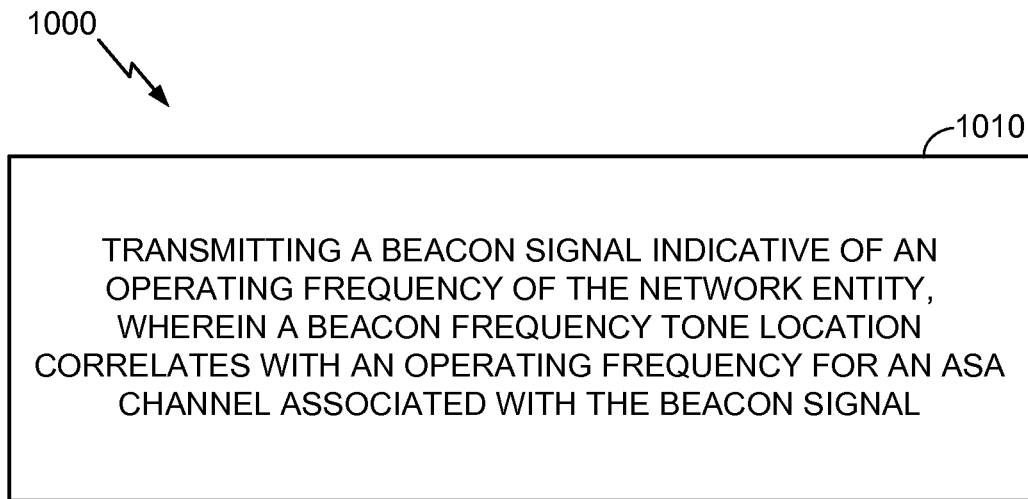 1000
1010
TRANSMITTING A BEACON SIGNAL INDICATIVE OF AN
OPERATING FREQUENCY OF THE NETWORK ENTITY,
WHEREIN A BEACON FREQUENCY TONE LOCATION
CORRELATES WITH AN OPERATING FREQUENCY FOR AN ASA
CHANNEL ASSOCIATED WITH THE BEACON SIGNAL